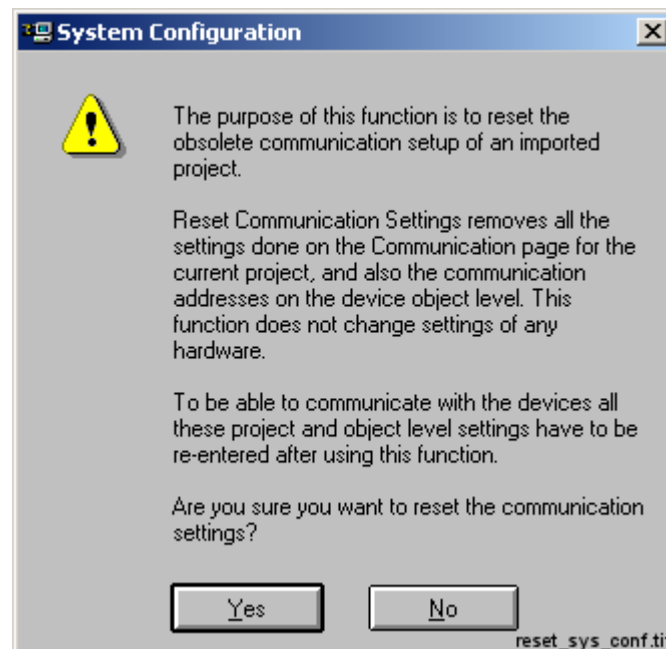 System Configuration
The purpose of this function is to reset the
obsolete communication setup of an imported
project.
Reset Communication Settings removes all the
settings done on the Communication page for the
current project, and also the communication
addresses on the device object level. This
function does not change settings of any
hardware.
To be able to communicate with the devices all
these project and object level settings have to be
re-entered after using this function.
Are you sure you want to reset the communication
settings?
Yes No
reset_sys_conf.tif